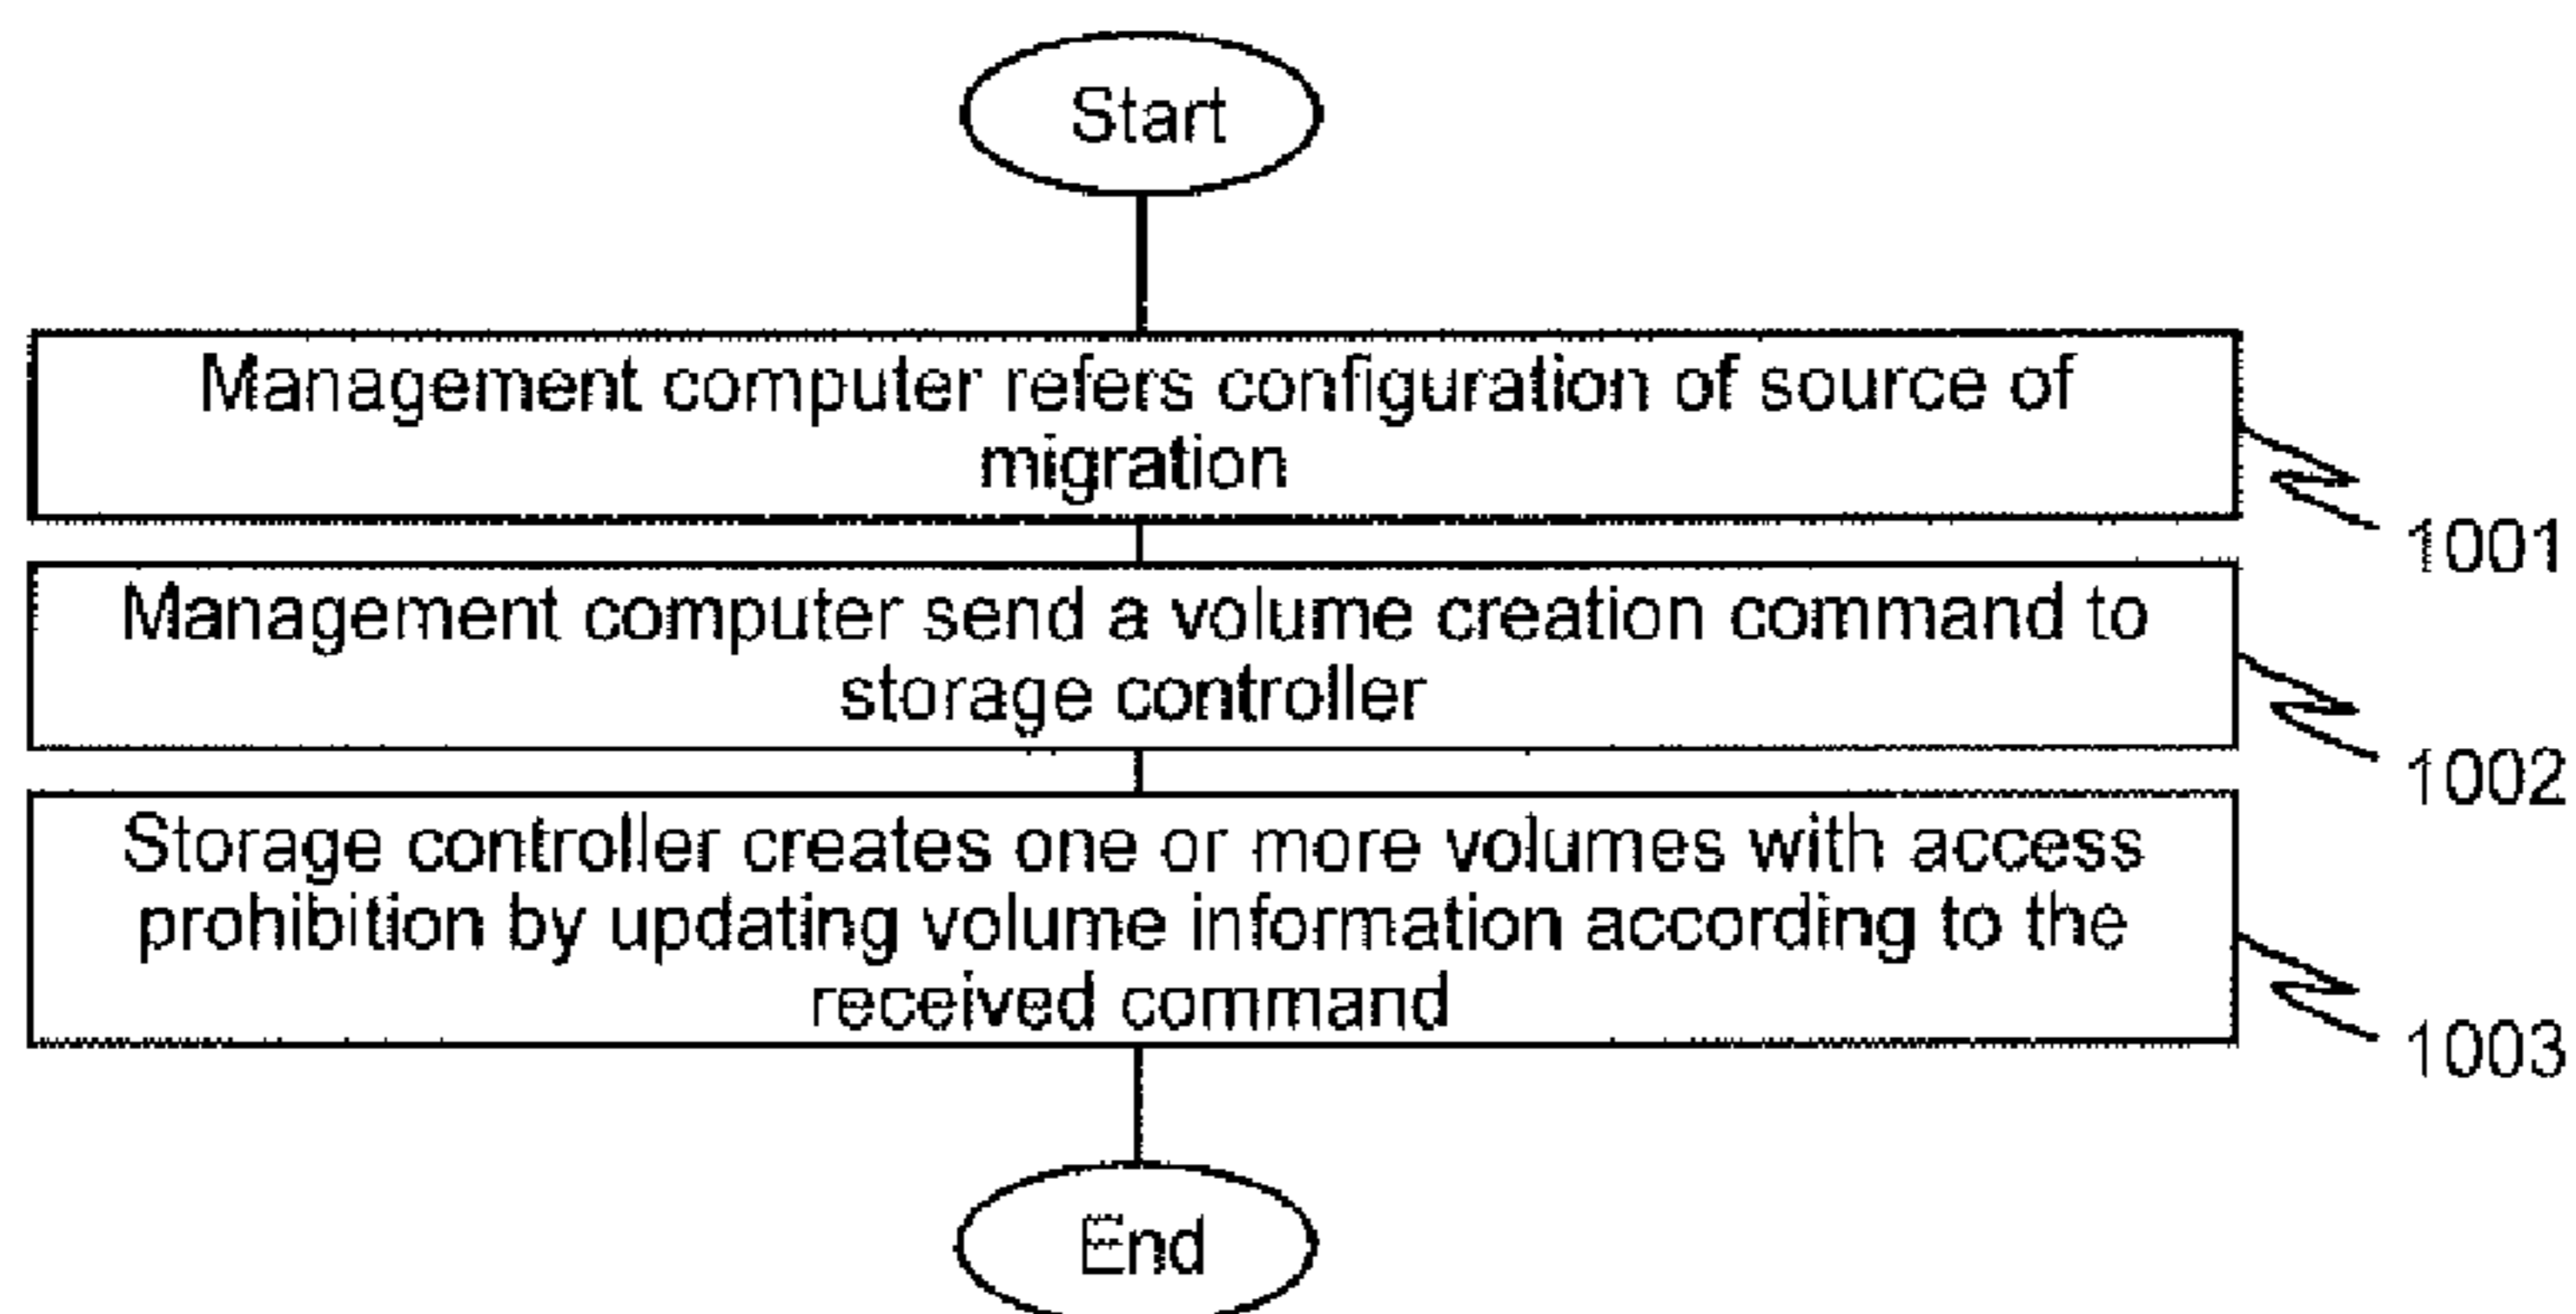 Start
Management computer refers configuration of source of
migration
1001
Management computer send a volume creation command to
storage controller
1002
Storage controller creates one or more volumes with access
prohibition by updating volume information according to the
received command
1003
End